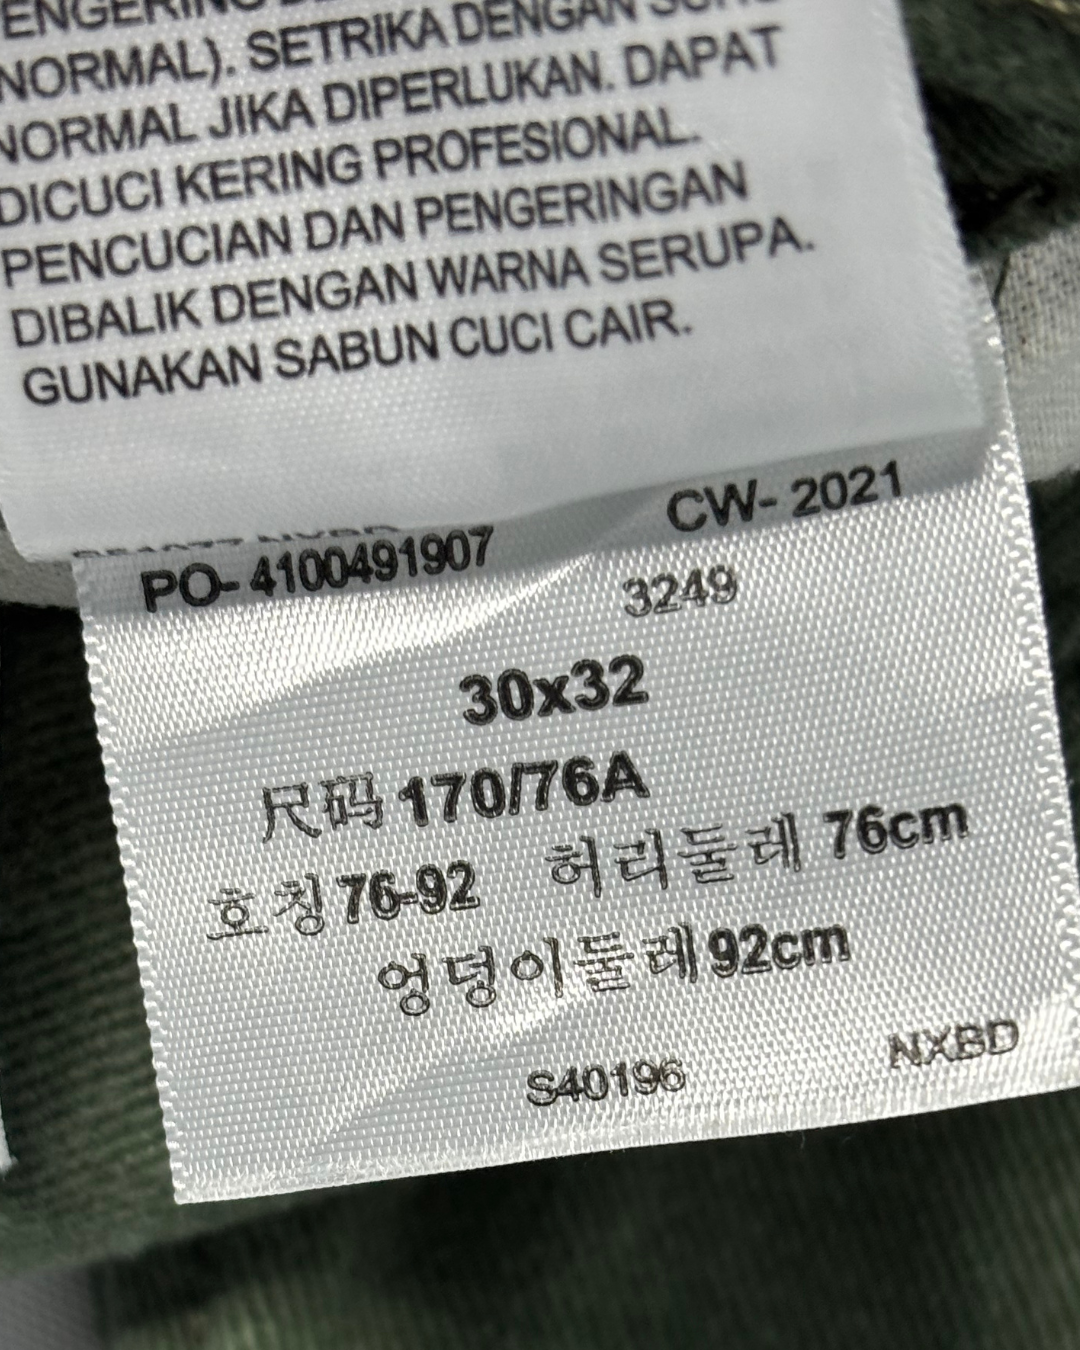 NORMAL). SETRIKA DENGAN
NORMAL JIKA DIPERLUKAN. DAPAT
DICUCI KERING PROFESIONAL.
PENCUCIAN DAN PENGERINGAN
DIBALIK DENGAN WARNA SERUPA.
GUNAKAN SABUN CUCI CAIR.
PO- 4100491907 CW- 2021
3249
30x32
尺码 170/76A
호칭 76-92 허리둘레 76cm
엉덩이둘레 92cm
S40196 NXBD